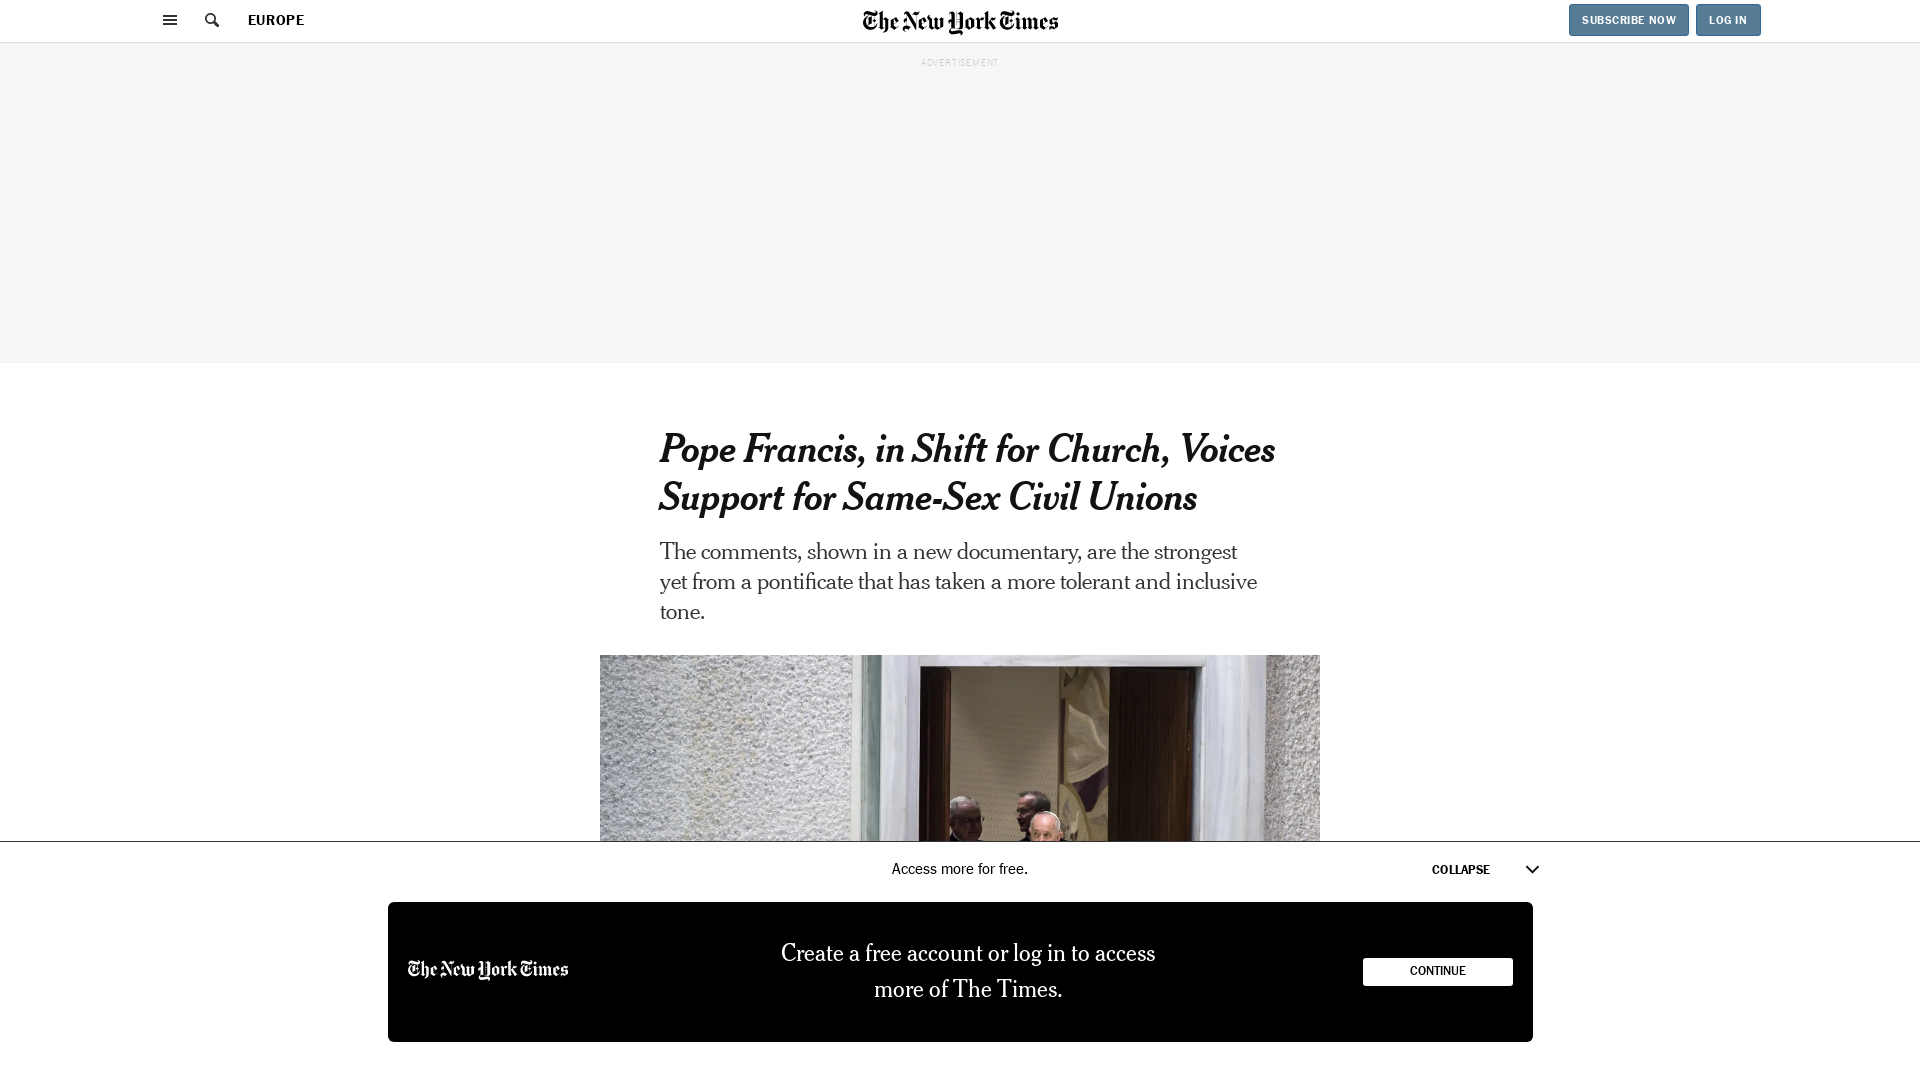 EUROPE
The New York Times
SUBSCRIBE NOW
LOG IN
ADVERTISEMENT
Pope Francis, in Shift for Church, Voices
Support for Same-Sex Civil Unions
The comments, shown in a new documentary, are the strongest
yet from a pontificate that has taken a more tolerant and inclusive
tone.
Access more for free.
COLLAPSE
The New York Times
Create a free account or log in to access
more of The Times.
CONTINUE